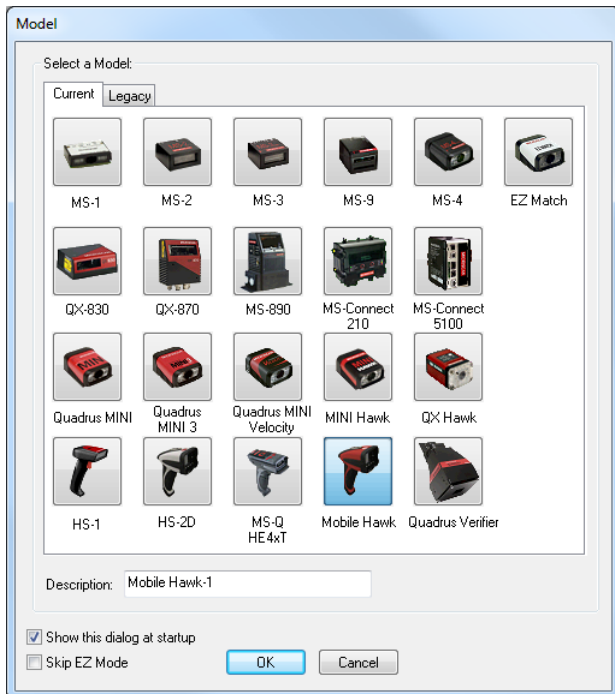 Model
Select a Model:
Current Legacy
MS-1 MS-2 MS-3 MS-9 MS-4 EZ Match
QX-830 QX-870 MS-890 MS-Connect 210 MS-Connect 5100
Quadrus MINI Quadrus MINI 3 Quadrus MINI Velocity MINI Hawk QX Hawk
HS-1 HS-2D MS-Q HE4xT Mobile Hawk Quadrus Verifier
Description: Mobile Hawk-1
Show this dialog at startup
Skip EZ Mode OK Cancel